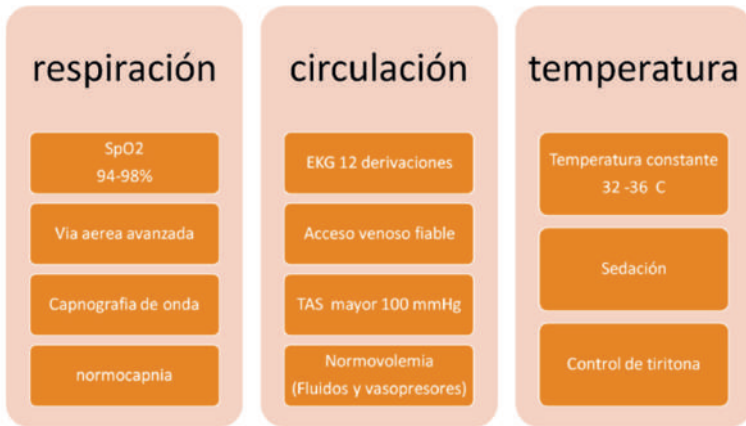 respiración
SpO2
94-98%
Via aerea avanzada
Capnografia de onda
normocapnia
circulación
EKG 12 derivaciones
Acceso venoso fiable
TAS mayor 100 mmHg
Normovolemia
(Fluidos y vasopresores)
temperatura
Temperatura constante
32 -36 C
Sedación
Control de tiritona